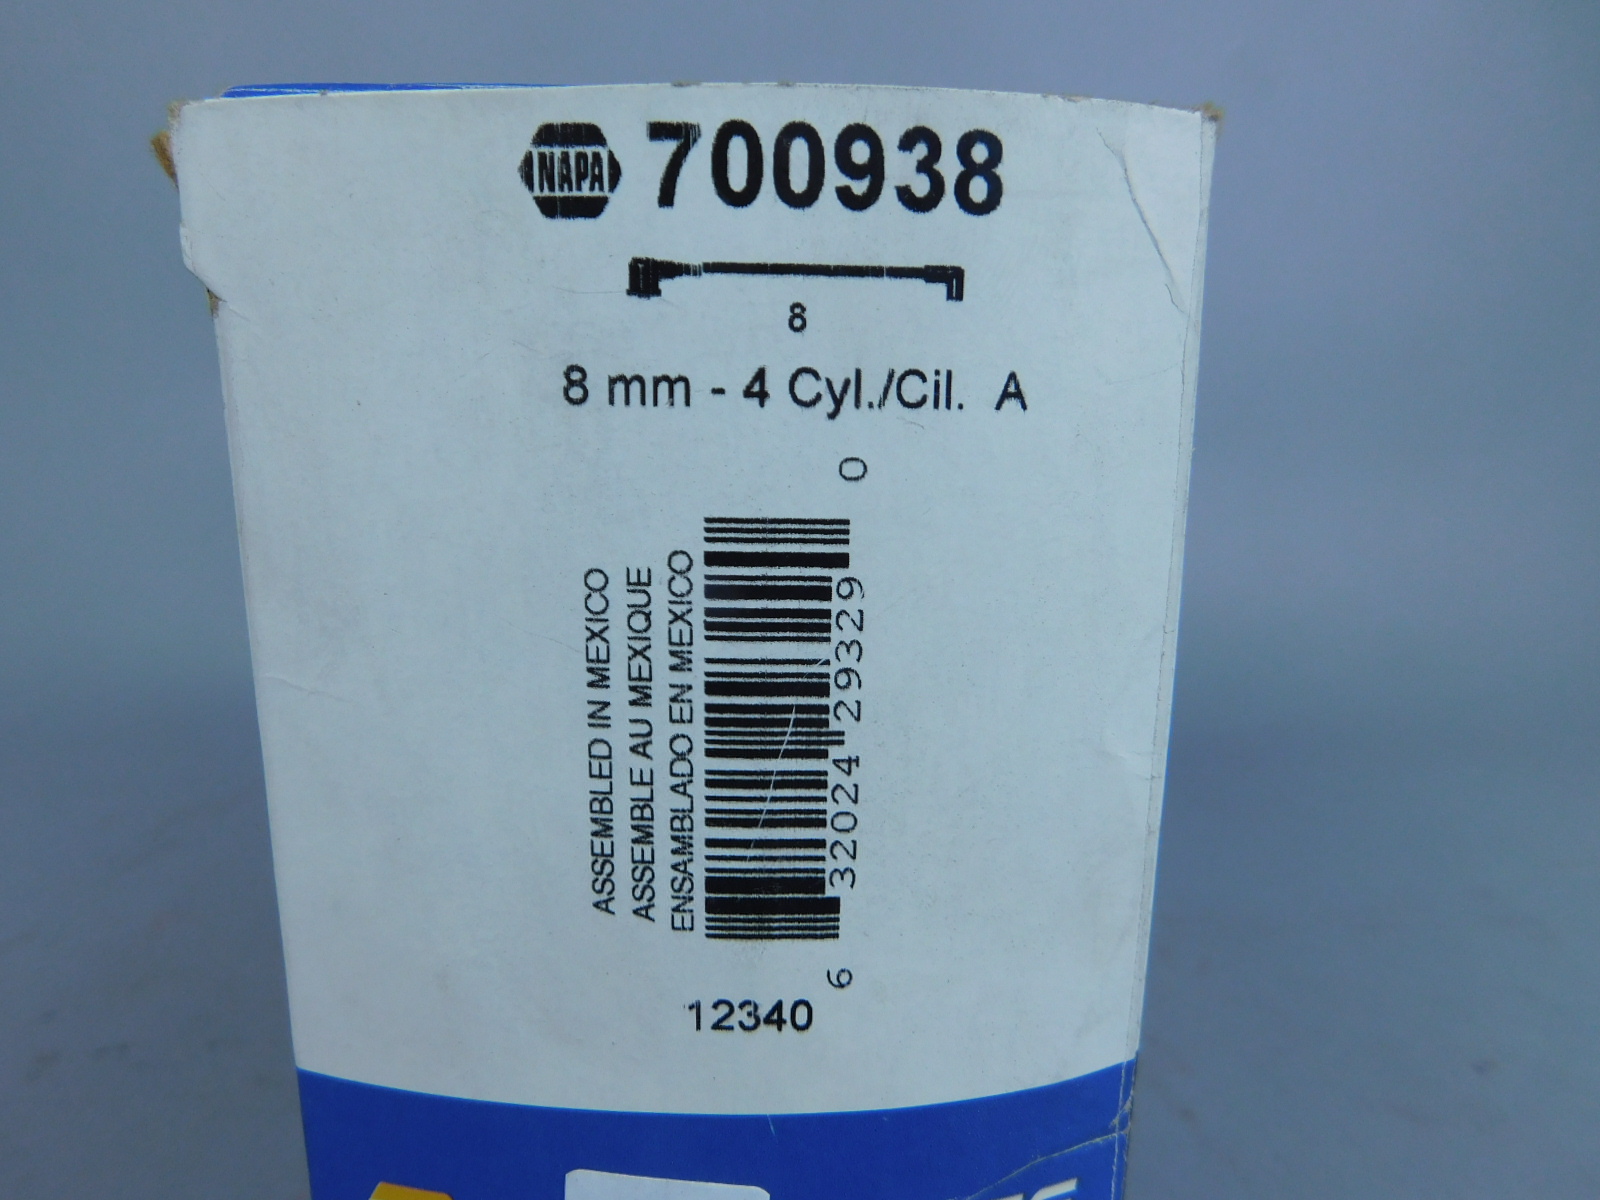 NAPA 700938
8
8 mm - 4 Cyl./Cil. A
ASSEMBLED IN MEXICO
ASSEMBLE AU MEXIQUE
ENSAMBLADO EN MEXICO
6 32024 29329 0
12340